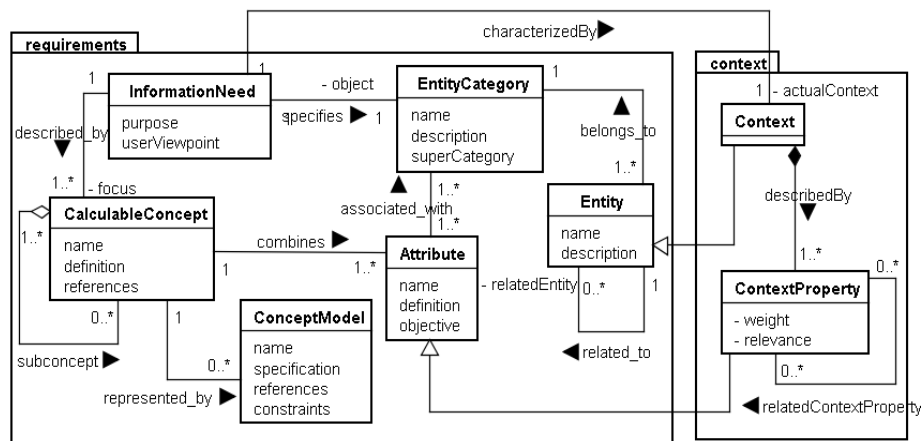 requirements
characterizedBy
context
1
1
- object
EntityCategory
1
1
- actualContext
InformationNeed
specifies
1
name
description
superCategory
belongs_to
Context
purpose
userViewpoint
described_by
1..*
- focus
1..*
associated_with
1..*
1..*
Entity
describedBy
CalculableConcept
1..*
name
definition
references
combines
1
1..*
Attribute
name
definition
objective
name
description
- relatedEntity
0..*
1
1..*
0..*
ContextProperty
- weight
- relevance
0..*
0..*
1
subconcept
ConceptModel
name
specification
references
constraints
0..*
represented_by
related_to
relatedContextProperty